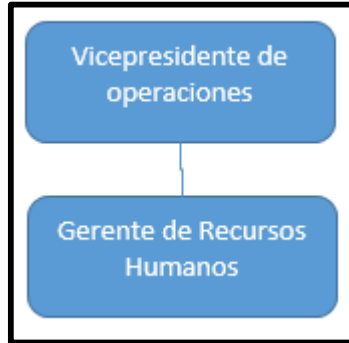 Vicepresidente de
operaciones
Gerente de Recursos
Humanos